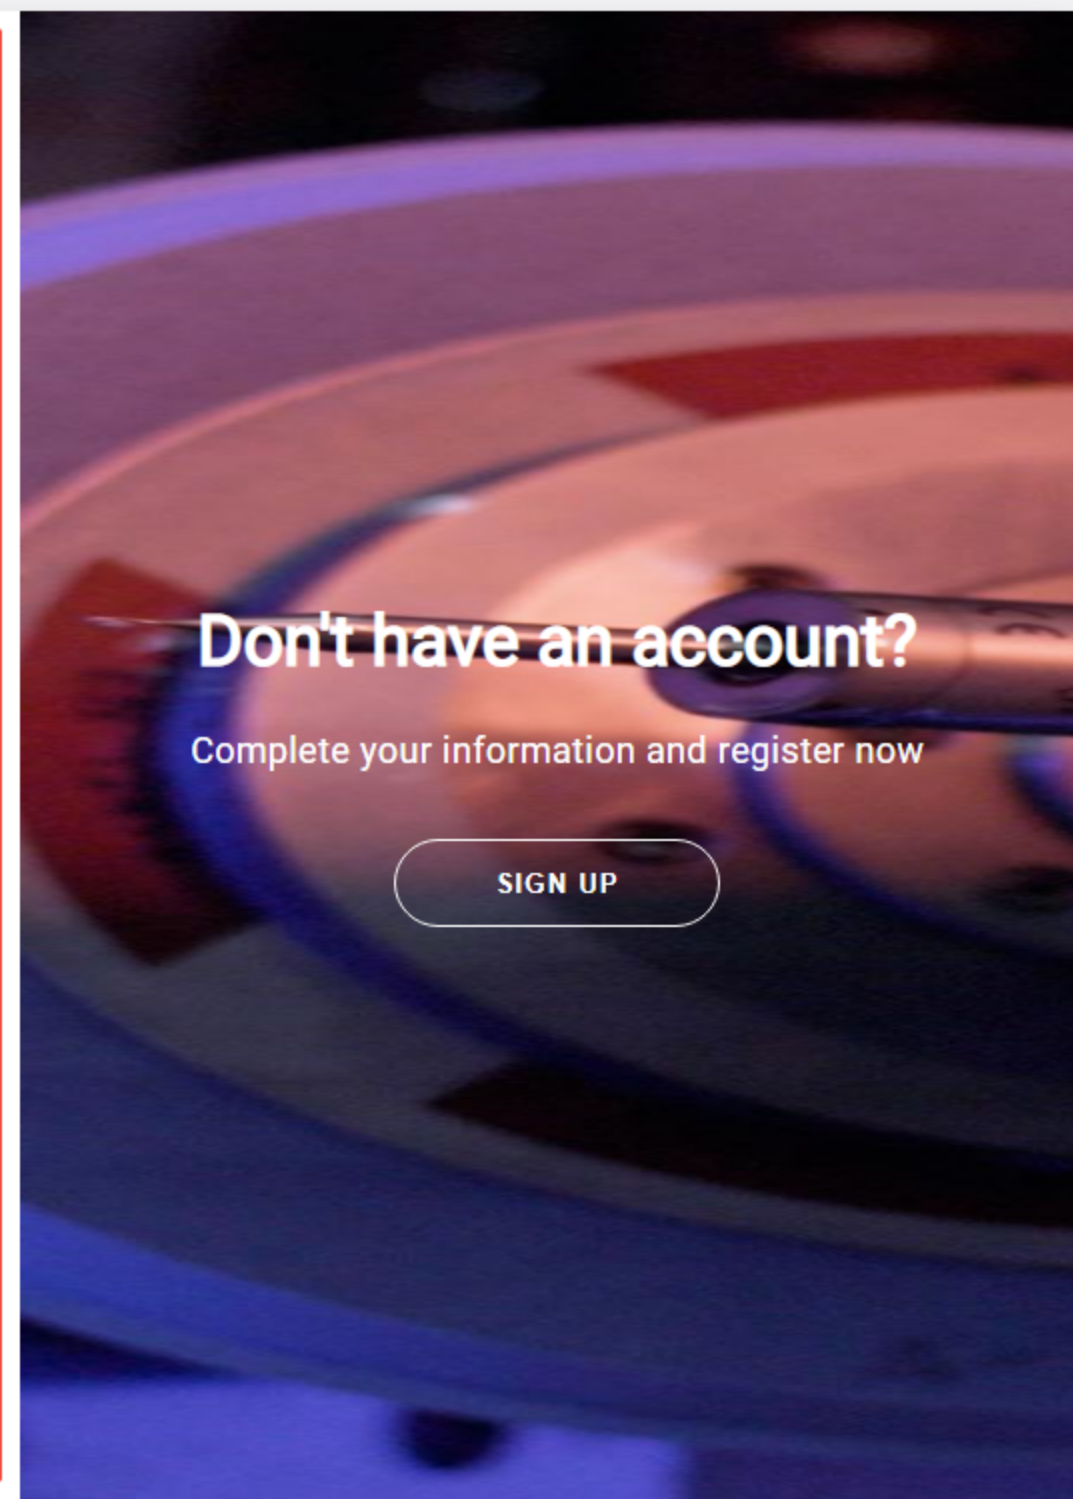 Don't have an account?
Complete your information and register now
SIGN UP